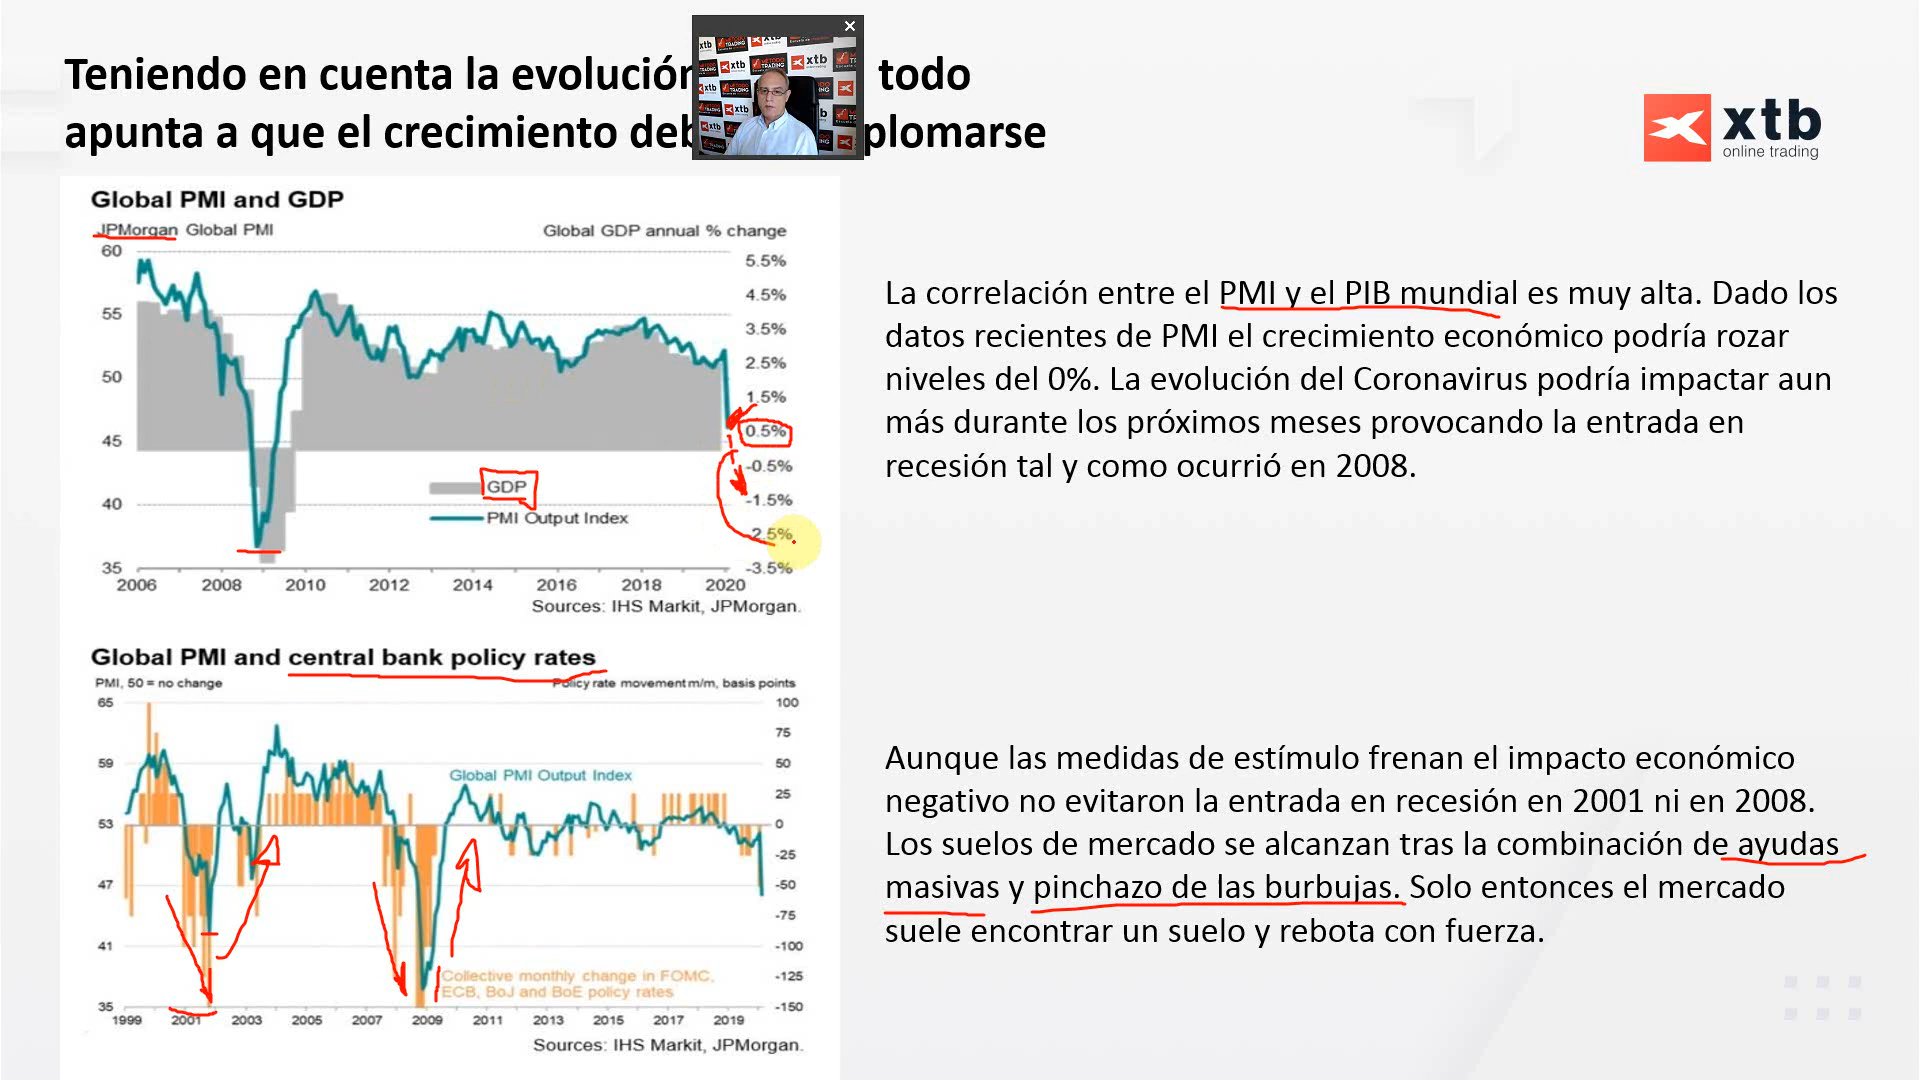 Teniendo en cuenta la evolución todo
apunta a que el crecimiento
xtb
online trading
Global PMI and GDP
JPMorgan Global PMI
Global GDP annual % change
60
55
50
45
40
35
5.5%
4.5%
3.5%
2.5%
1.5%
0.5%
-0.5%
-1.5%
-2.5%
-3.5%
GDP
PMI Output Index
2006 2008 2010 2012 2014 2016 2018 2020
Sources: IHS Markit, JPMorgan.
La correlación entre el PMI y el PIB mundial es muy alta. Dado los
datos recientes de PMI el crecimiento económico podría rozar
niveles del 0%. La evolución del Coronavirus podría impactar aun
más durante los próximos meses provocando la entrada en
recesión tal y como ocurrió en 2008.
Global PMI and central bank policy rates
PMI, 50 = no change
Policy rate movement m/m, basis points
65
59
53
47
41
35
100
75
50
25
0
-25
-50
-75
-100
-125
-150
Global PMI Output Index
Collective monthly change in FOMC,
ECB, BoJ and BoE policy rates
1999 2001 2003 2005 2007 2009 2011 2013 2015 2017 2019
Sources: IHS Markit, JPMorgan.
Aunque las medidas de estímulo frenan el impacto económico
negativo no evitaron la entrada en recesión en 2001 ni en 2008.
Los suelos de mercado se alcanzan tras la combinación de ayudas
masivas y pinchazo de las burbujas. Solo entonces el mercado
suele encontrar un suelo y rebota con fuerza.